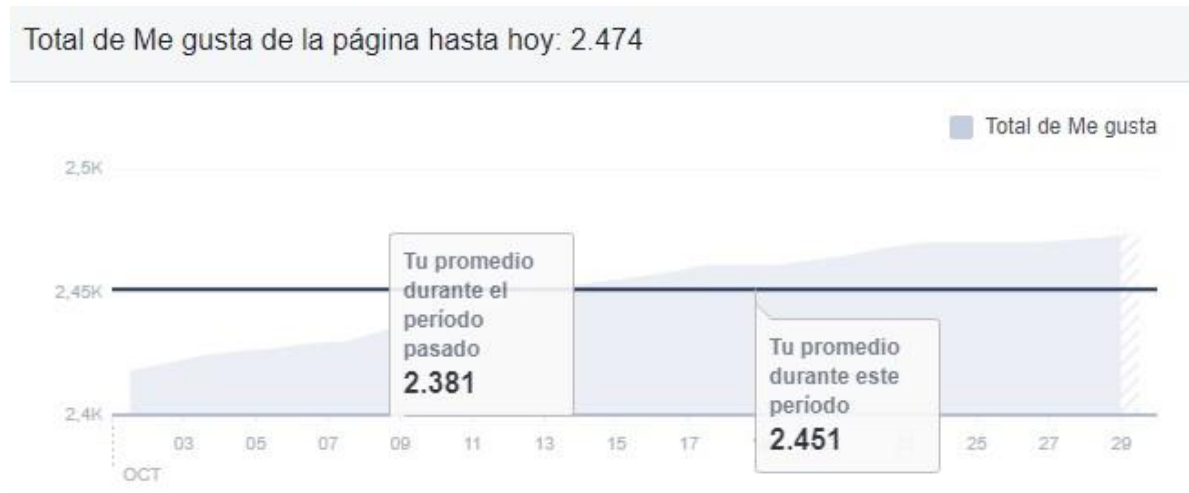 Total de Me gusta de la página hasta hoy: 2.474
Total de Me gusta
2,5K
Tu promedio
durante el
período
pasado
2.381
2,45K
Tu promedio
durante este
período
2.451
2,4K
03 05 07 09 11 13 15 17 25 27 29
OCT